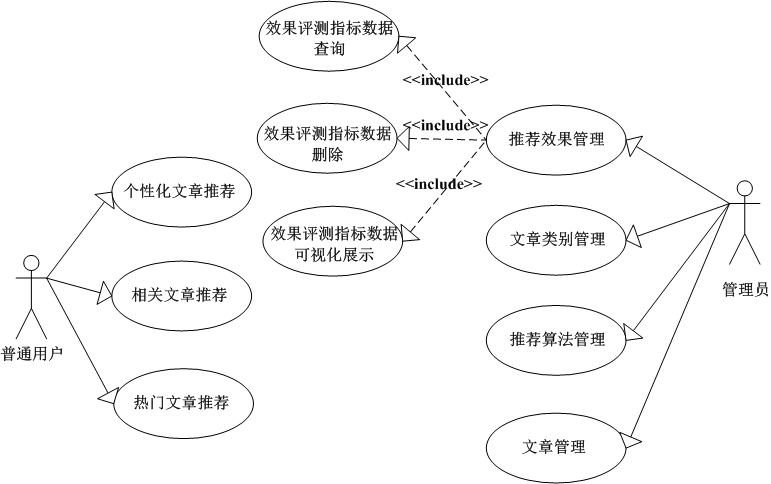 效果评测指标数据
查询
<<include>>
效果评测指标数据
删除
<<include>>
推荐效果管理
个性化文章推荐
<<include>>
效果评测指标数据
可视化展示
文章类别管理
管理员
相关文章推荐
普通用户
推荐算法管理
热门文章推荐
文章管理